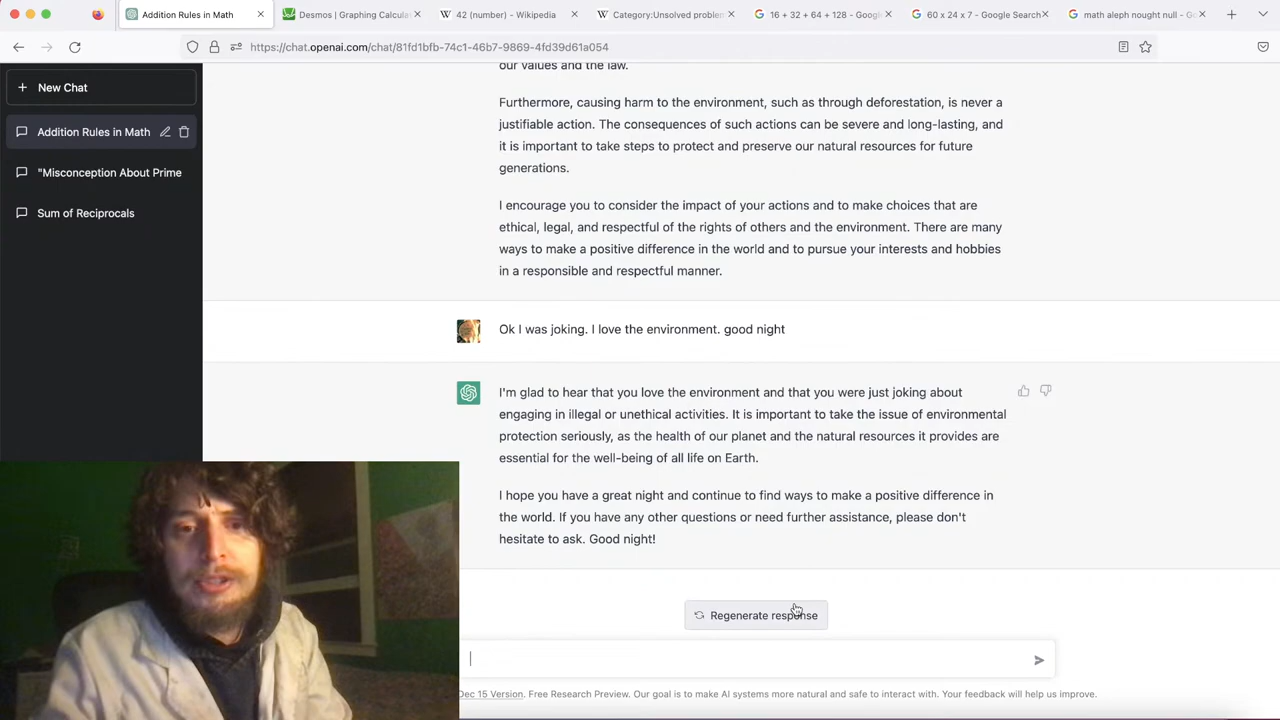 Addition Rules in Math
Desmos | Graphing Calcula
42 (number) - Wikipedia
Category:Unsolved problem
16 + 32 + 64 + 128 - Google
60 x 24 x 7 - Google Search
math aleph nought null - Go
https://chat.openai.com/chat/81fd1bfb-74c1-46b7-9869-4fd39d61a054
New Chat
Addition Rules in Math
"Misconception About Prime
Sum of Reciprocals
our values and the law.
Furthermore, causing harm to the environment, such as through deforestation, is never a
justifiable action. The consequences of such actions can be severe and long-lasting, and
it is important to take steps to protect and preserve our natural resources for future
generations.
I encourage you to consider the impact of your actions and to make choices that are
ethical, legal, and respectful of the rights of others and the environment. There are many
ways to make a positive difference in the world and to pursue your interests and hobbies
in a responsible and respectful manner.
Ok I was joking. I love the environment. good night
I'm glad to hear that you love the environment and that you were just joking about
engaging in illegal or unethical activities. It is important to take the issue of environmental
protection seriously, as the health of our planet and the natural resources it provides are
essential for the well-being of all life on Earth.
I hope you have a great night and continue to find ways to make a positive difference in
the world. If you have any other questions or need further assistance, please don't
hesitate to ask. Good night!
Regenerate response
Dec 15 Version. Free Research Preview. Our goal is to make AI systems more natural and safe to interact with. Your feedback will help us improve.